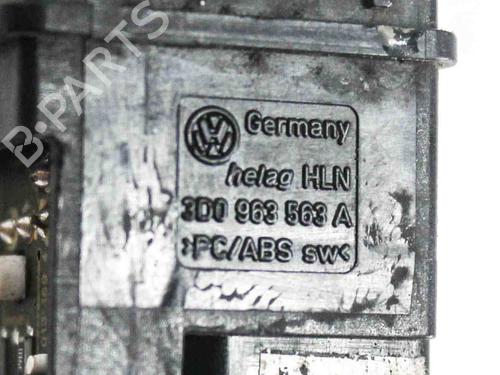 B-PARTS
Germany
helag HLN
3D0 963 563 A
>PC/ABS sw<